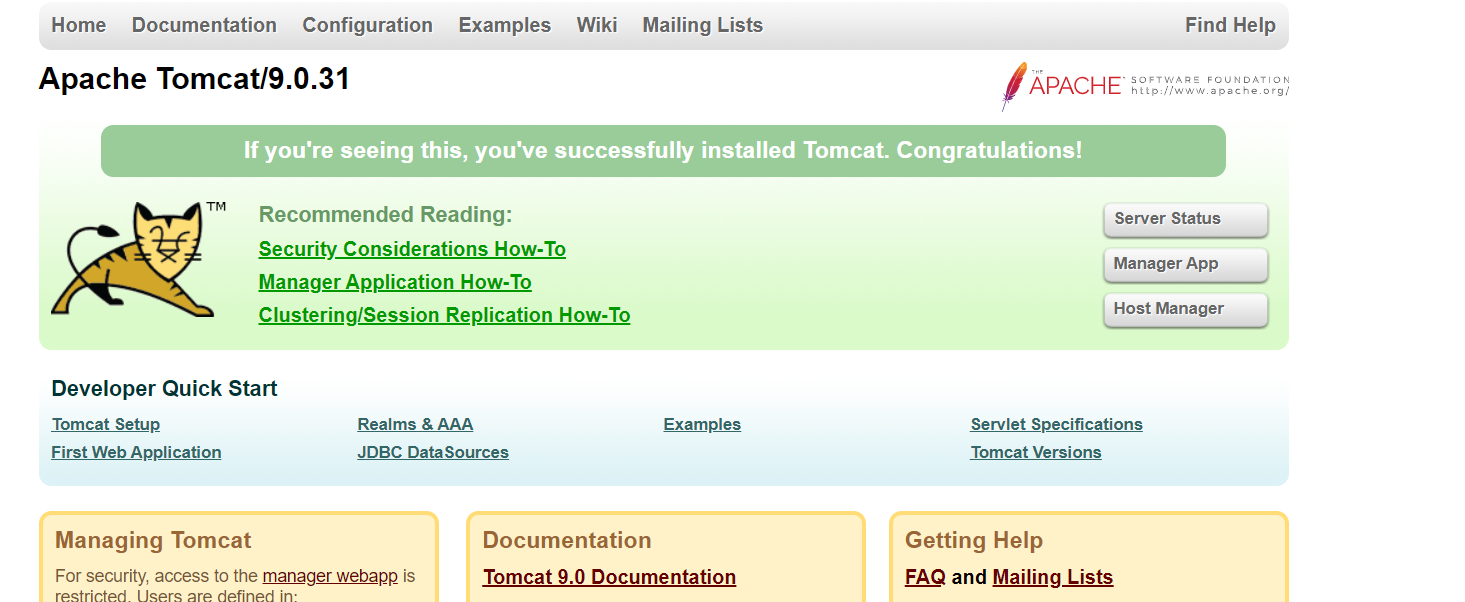 Home Documentation Configuration Examples Wiki Mailing Lists Find Help
Apache Tomcat/9.0.31
THE APACHE SOFTWARE FOUNDATION
http://www.apache.org/
If you're seeing this, you've successfully installed Tomcat. Congratulations!
TM
Recommended Reading:
Security Considerations How-To
Manager Application How-To
Clustering/Session Replication How-To
Server Status
Manager App
Host Manager
Developer Quick Start
Tomcat Setup
First Web Application
Realms & AAA
JDBC DataSources
Examples
Servlet Specifications
Tomcat Versions
Managing Tomcat
For security, access to the manager webapp is
restricted. Users are defined in:
Documentation
Tomcat 9.0 Documentation
Getting Help
FAQ and Mailing Lists